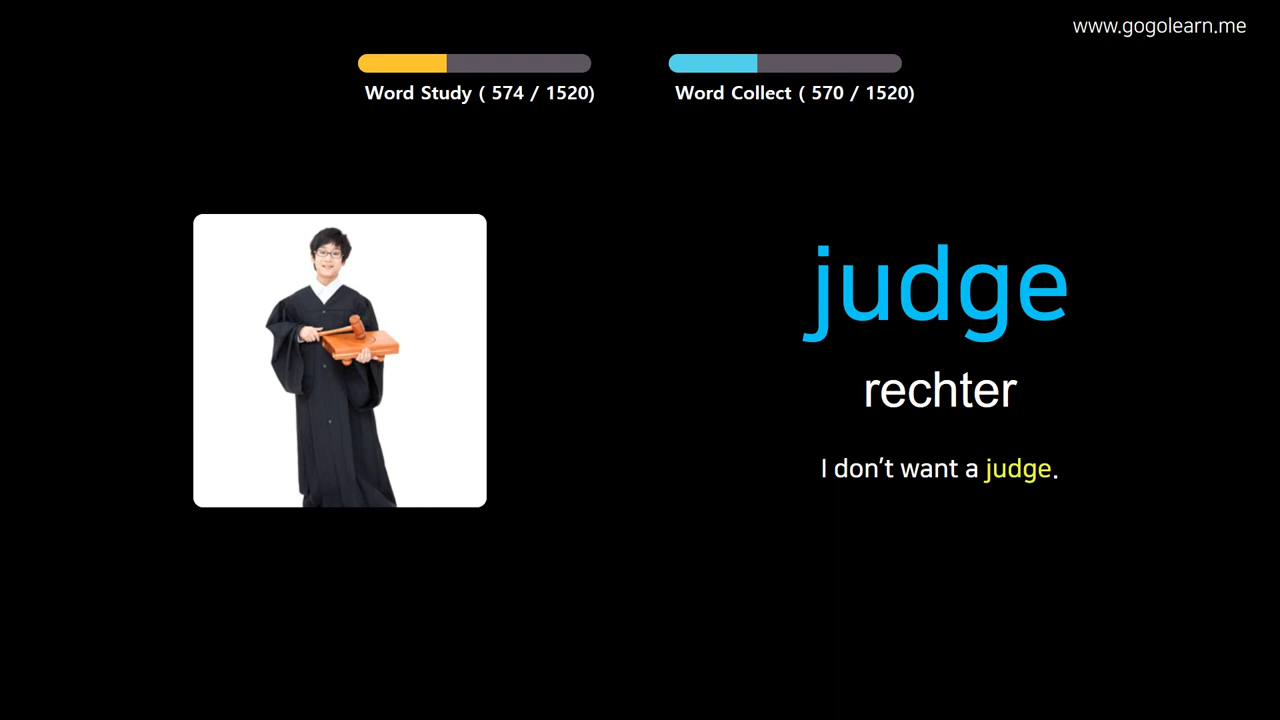 www.gogolearn.me
Word Study ( 574 / 1520)
Word Collect ( 570 / 1520)
judge
rechter
I don’t want a judge.